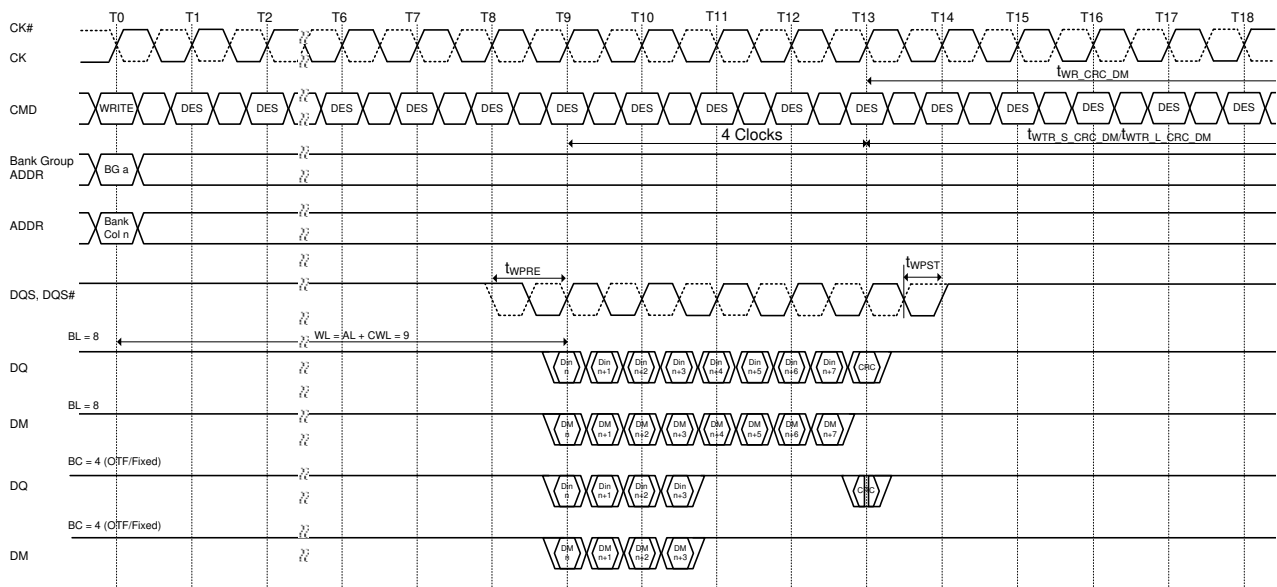 T0 T1 T2 T6 T7 T8 T9 T10 T11 T12 T13 T14 T15 T16 T17 T18
CK#
CK
tWR_CRC_DM
CMD WRITE DES DES DES DES DES DES DES DES DES DES DES DES DES DES DES
4 Clocks tWTR_S_CRC_DM/tWTR_L_CRC_DM
Bank Group
ADDR
BG a
ADDR
Bank
Col n
tWPRE tWPST
DQS, DQS#
BL = 8 WL = AL + CWL = 9
DQ
Din Din Din Din Din Din Din Din CRC
n n+1 n+2 n+3 n+4 n+5 n+6 n+7
BL = 8
DM
DM DM DM DM DM DM DM DM
n n+1 n+2 n+3 n+4 n+5 n+6 n+7
BC = 4 (OTF/Fixed)
DQ
Din Din Din Din CRC
n n+1 n+2 n+3
BC = 4 (OTF/Fixed)
DM
DM DM DM DM
n n+1 n+2 n+3